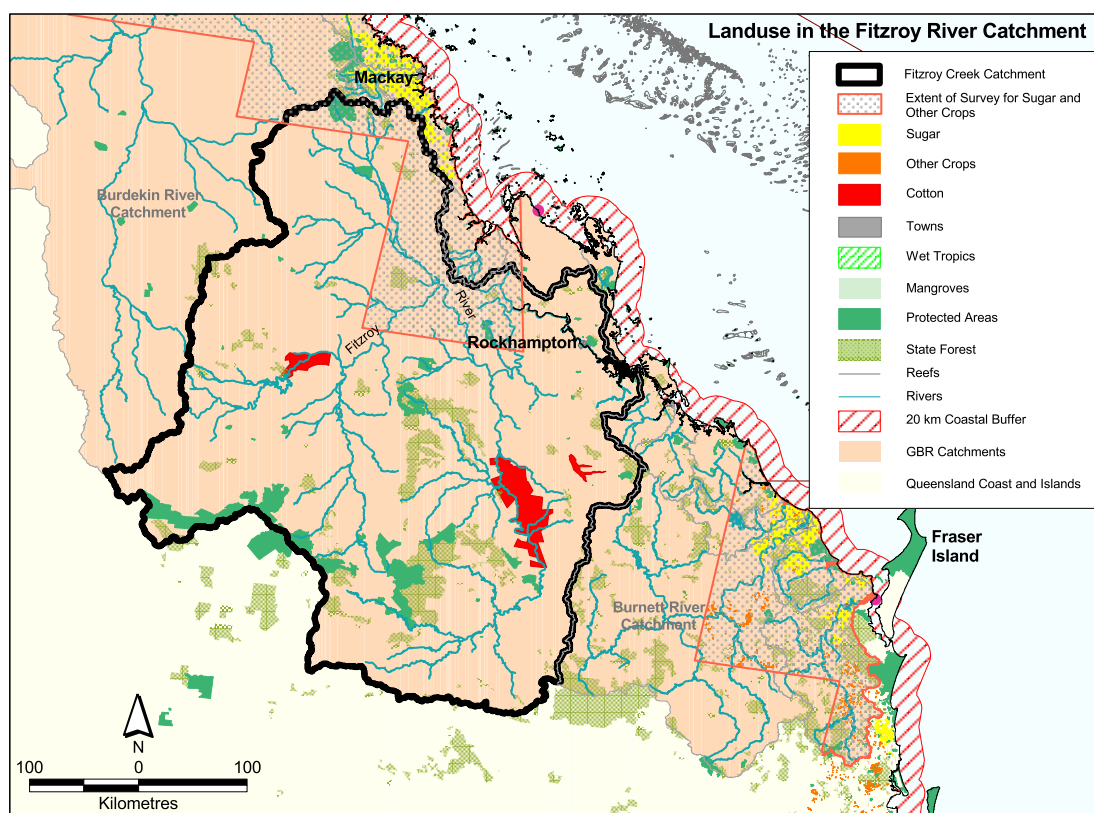 Landuse in the Fitzroy River Catchment
Fitzroy Creek Catchment
Extent of Survey for Sugar and
Other Crops
Sugar
Other Crops
Cotton
Towns
Wet Tropics
Mangroves
Protected Areas
State Forest
Reefs
Rivers
20 km Coastal Buffer
GBR Catchments
Queensland Coast and Islands
Mackay
Burdekin River
Catchment
Fitzroy
River
Rockhampton
Fraser
Island
Burnett River
Catchment
N
100 0 100
Kilometres